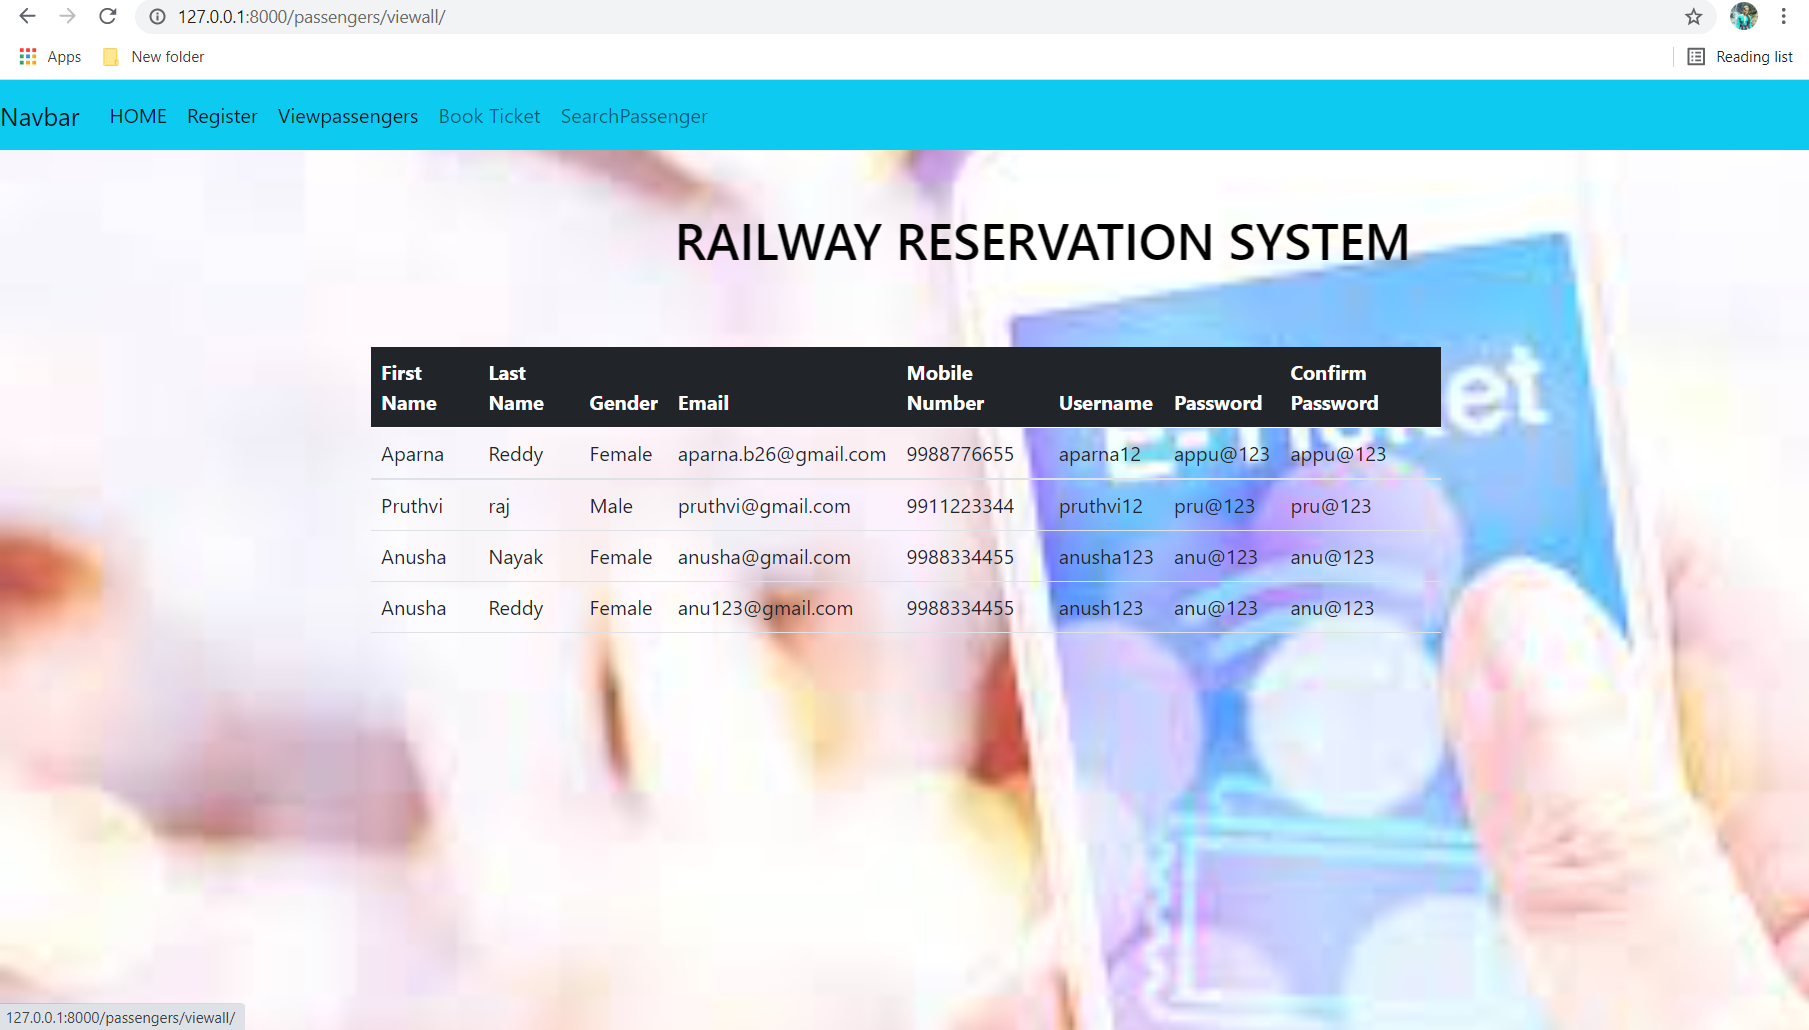 127.0.0.1:8000/passengers/viewall/
Apps New folder Reading list
Navbar HOME Register Viewpassengers Book Ticket SearchPassenger
RAILWAY RESERVATION SYSTEM
First Name Last Name Gender Email Mobile Number Username Password Confirm Password
Aparna Reddy Female aparna.b26@gmail.com 9988776655 aparna12 appu@123 appu@123
Pruthvi raj Male pruthvi@gmail.com 9911223344 pruthvi12 pru@123 pru@123
Anusha Nayak Female anusha@gmail.com 9988334455 anusha123 anu@123 anu@123
Anusha Reddy Female anu123@gmail.com 9988334455 anush123 anu@123 anu@123
127.0.0.1:8000/passengers/viewall/